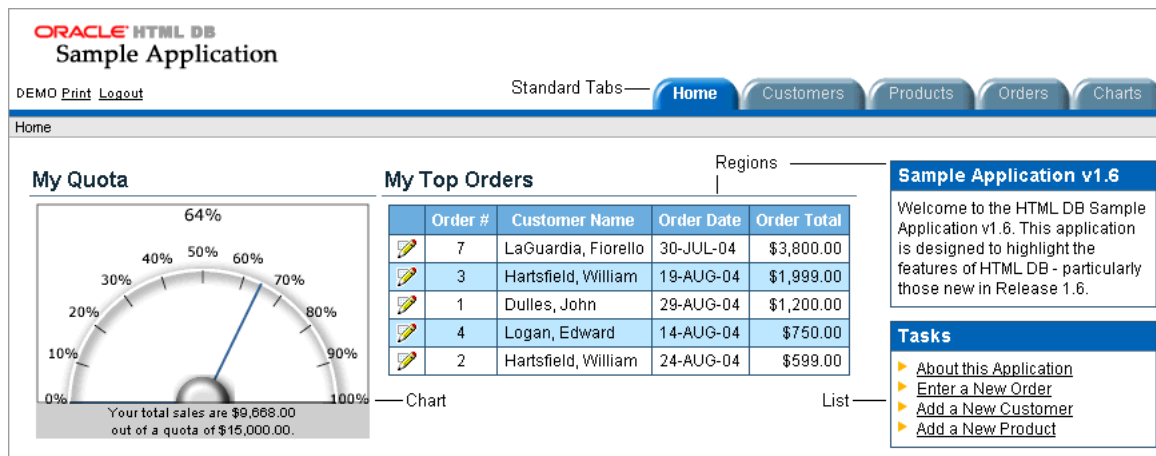 ORACLE HTML DB
Sample Application
DEMO Print Logout
Standard Tabs
Home
Customers
Products
Orders
Charts
Home
My Quota
64%
0%
10%
20%
30%
40%
50%
60%
70%
80%
90%
100%
Your total sales are $9,668.00
out of a quota of $15,000.00.
Chart
My Top Orders
Regions
Order # Customer Name Order Date Order Total
7 LaGuardia, Fiorello 30-JUL-04 $3,800.00
3 Hartsfield, William 19-AUG-04 $1,999.00
1 Dulles, John 29-AUG-04 $1,200.00
4 Logan, Edward 14-AUG-04 $750.00
2 Hartsfield, William 24-AUG-04 $599.00
Sample Application v1.6
Welcome to the HTML DB Sample
Application v1.6. This application
is designed to highlight the
features of HTML DB - particularly
those new in Release 1.6.
List
Tasks
About this Application
Enter a New Order
Add a New Customer
Add a New Product